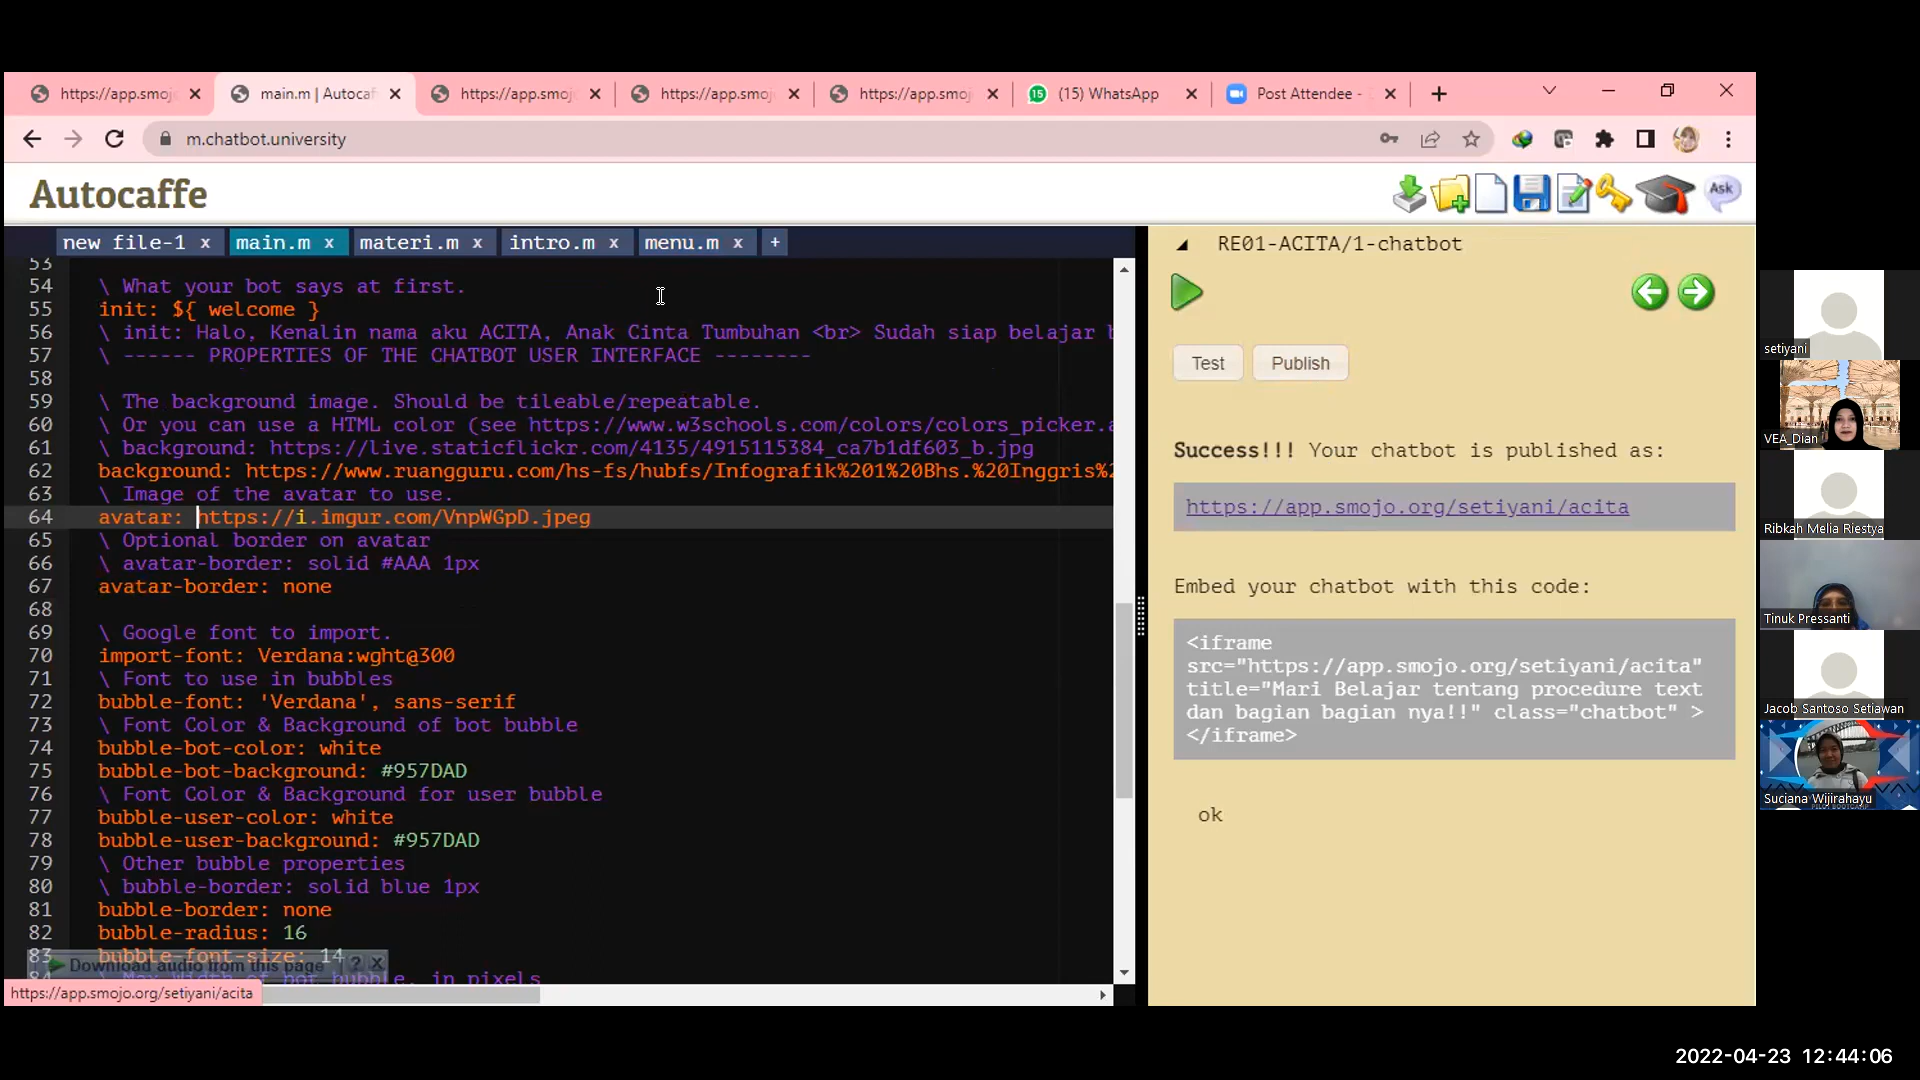 https://app.smoj
main.m | Autocaf
https://app.smoj
https://app.smoj
https://app.smoj
(15) WhatsApp
Post Attendee -
m.chatbot.university
Autocaffe
Ask
new file-1 x
main.m x
materi.m x
intro.m x
menu.m x
+
53
54 \ What your bot says at first.
55 init: ${ welcome }
56 \ init: Halo, Kenalin nama aku ACITA, Anak Cinta Tumbuhan <br> Sudah siap belajar b
57 \ ------ PROPERTIES OF THE CHATBOT USER INTERFACE --------
58
59 \ The background image. Should be tileable/repeatable.
60 \ Or you can use a HTML color (see https://www.w3schools.com/colors/colors_picker.a
61 \ background: https://live.staticflickr.com/4135/4915115384_ca7b1df603_b.jpg
62 background: https://www.ruangguru.com/hs-fs/hubfs/Infografik%201%20Bhs.%20Inggris%2
63 \ Image of the avatar to use.
64 avatar: https://i.imgur.com/VnpWGpD.jpeg
65 \ Optional border on avatar
66 \ avatar-border: solid #AAA 1px
67 avatar-border: none
68
69 \ Google font to import.
70 import-font: Verdana:wght@300
71 \ Font to use in bubbles
72 bubble-font: 'Verdana', sans-serif
73 \ Font Color & Background of bot bubble
74 bubble-bot-color: white
75 bubble-bot-background: #957DAD
76 \ Font Color & Background for user bubble
77 bubble-user-color: white
78 bubble-user-background: #957DAD
79 \ Other bubble properties
80 \ bubble-border: solid blue 1px
81 bubble-border: none
82 bubble-radius: 16
83 bubble-font-size: 14
Download audio from this page ? X
https://app.smojo.org/setiyani/acita
RE01-ACITA/1-chatbot
Test
Publish
Success!!! Your chatbot is published as:
https://app.smojo.org/setiyani/acita
Embed your chatbot with this code:
<iframe
src="https://app.smojo.org/setiyani/acita"
title="Mari Belajar tentang procedure text
dan bagian bagian nya!!" class="chatbot" >
</iframe>
ok
setiyani
VEA_Dian
Ribkah Melia Riestya
Tinuk Pressanti
Jacob Santoso Setiawan
Suciana Wijirahayu
2022-04-23 12:44:06